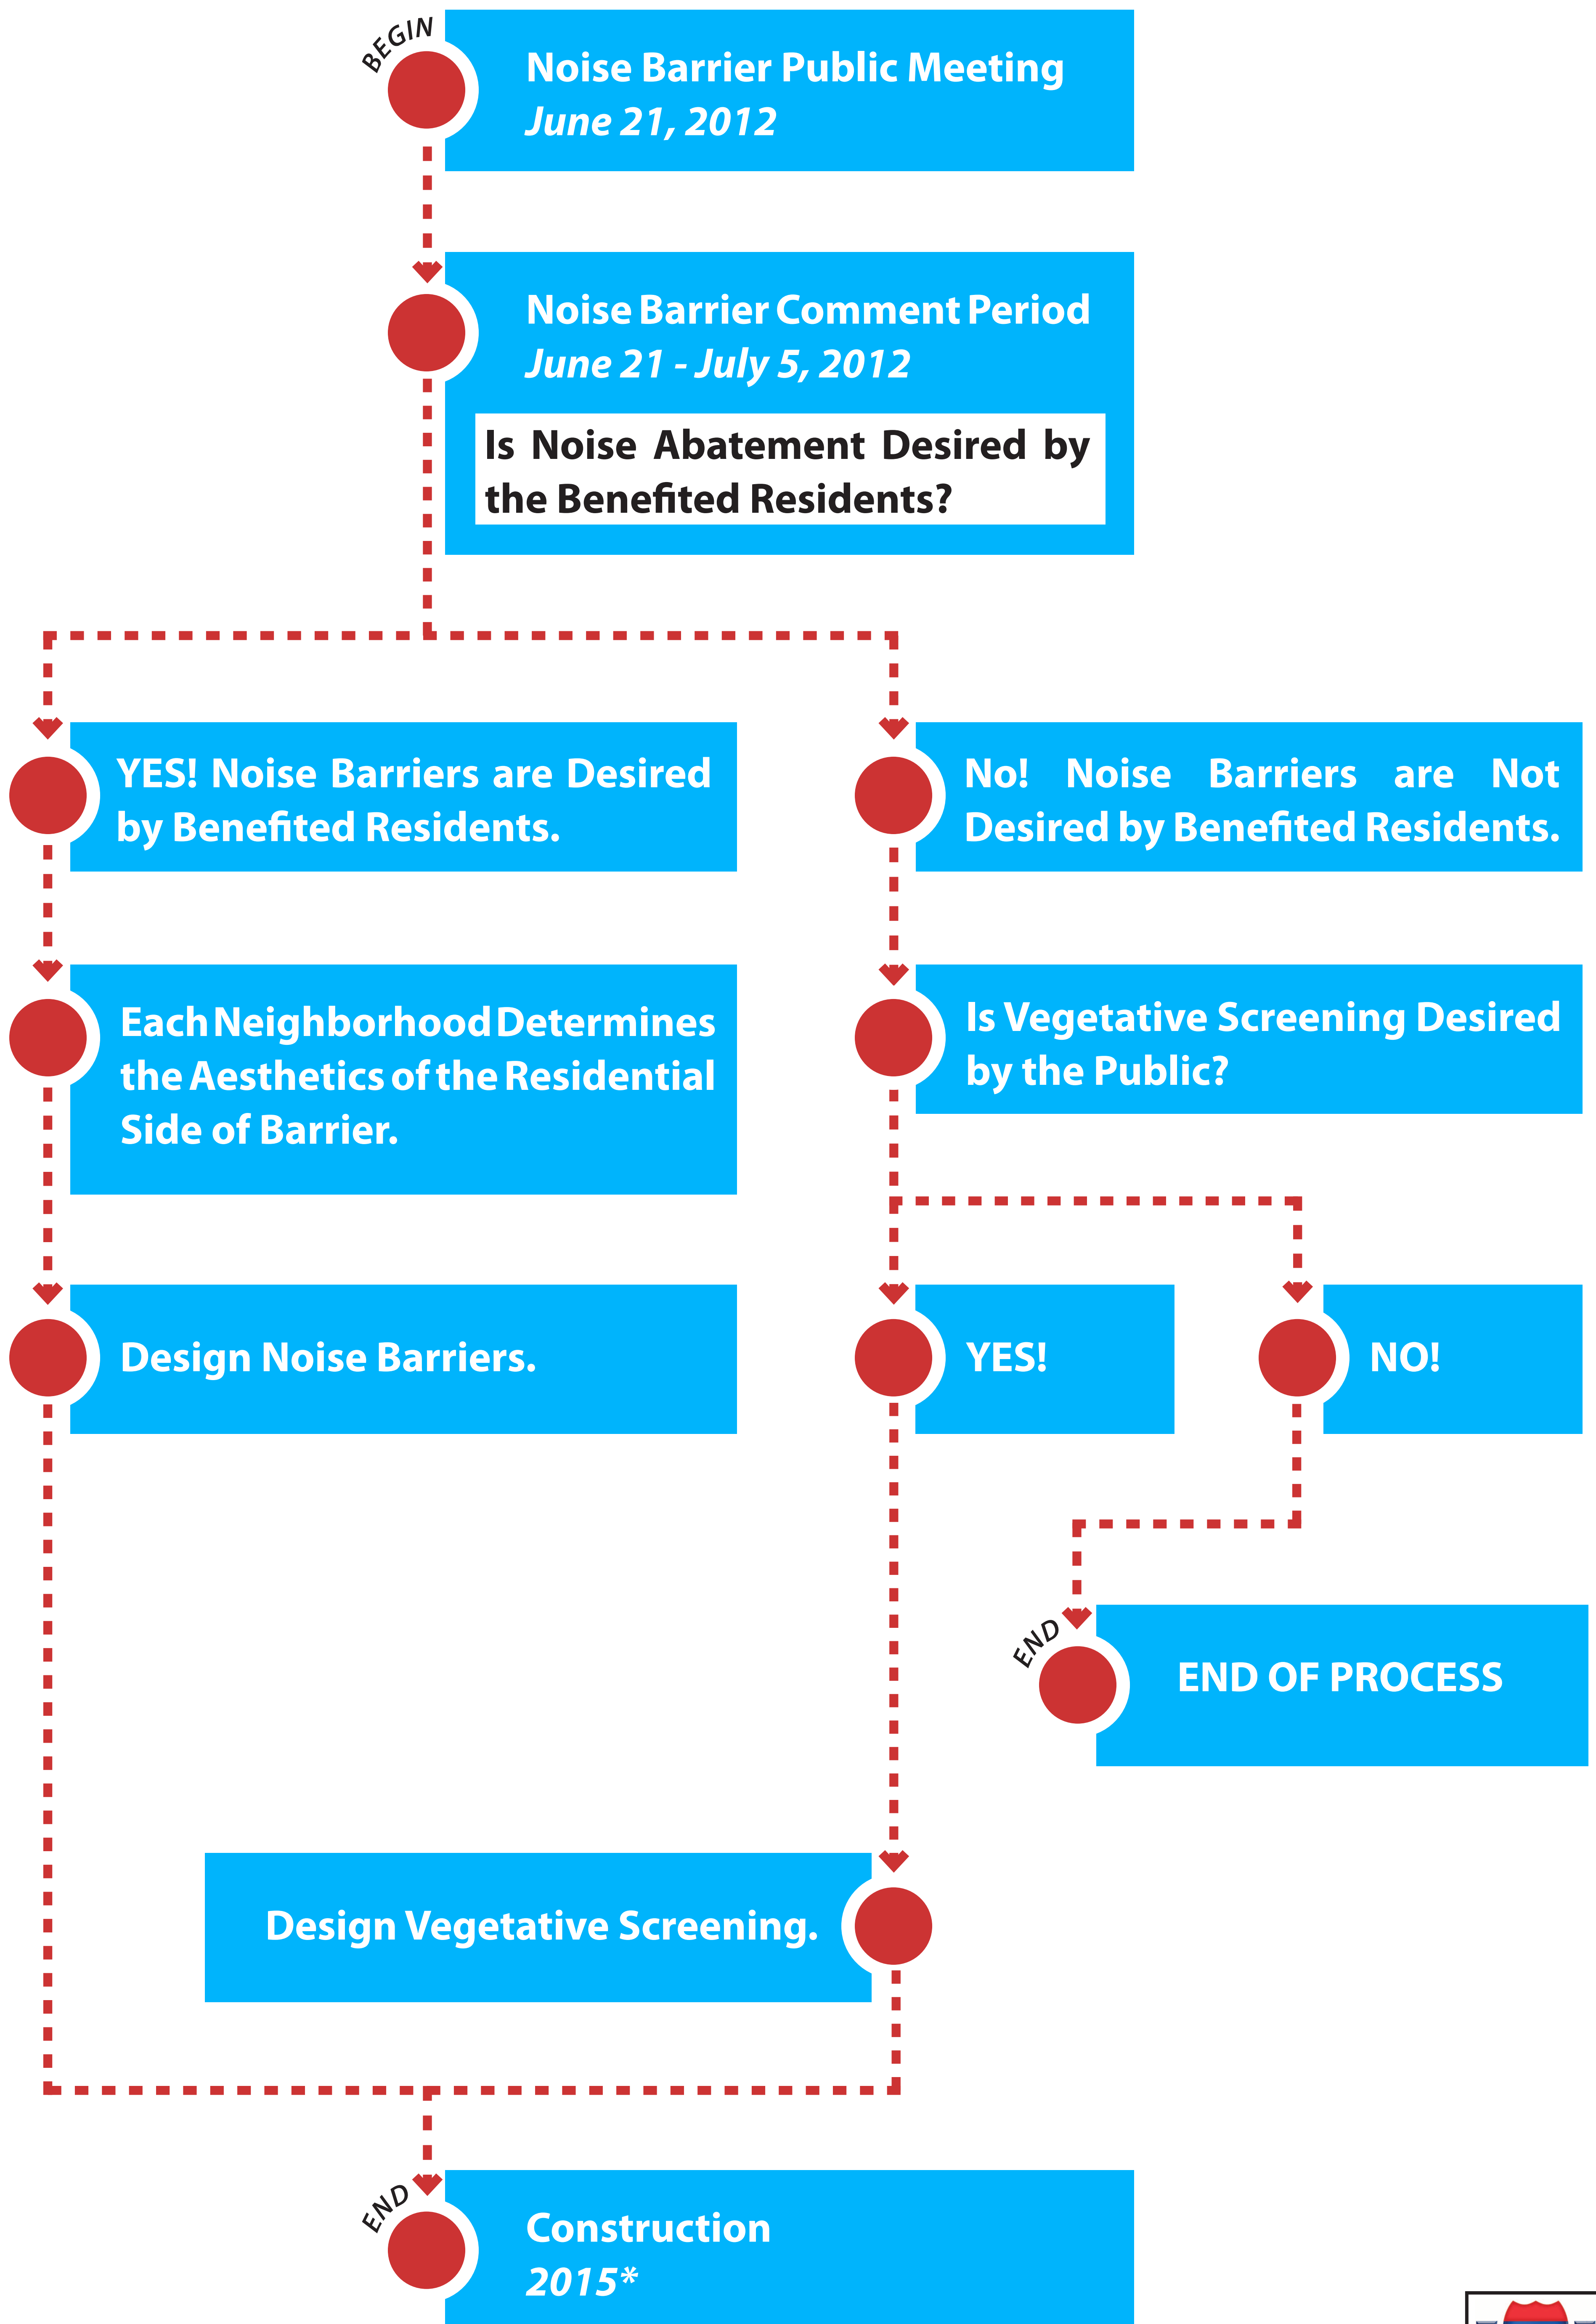 BEGIN
Noise Barrier Public Meeting
June 21, 2012
Noise Barrier Comment Period
June 21 - July 5, 2012
Is Noise Abatement Desired by
the Benefited Residents?
YES! Noise Barriers are Desired
by Benefited Residents.
No! Noise Barriers are Not
Desired by Benefited Residents.
Each Neighborhood Determines
the Aesthetics of the Residential
Side of Barrier.
Is Vegetative Screening Desired
by the Public?
Design Noise Barriers.
YES!
NO!
END
END OF PROCESS
Design Vegetative Screening.
END
Construction
2015*